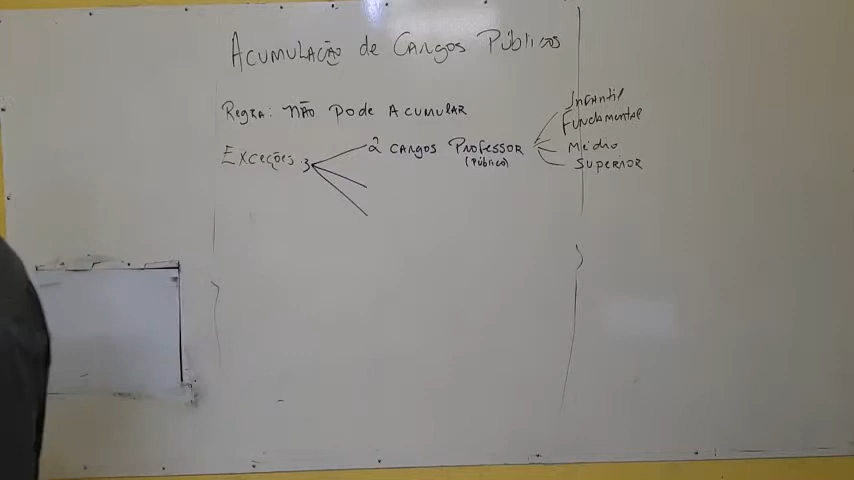 Acumulação de Cargos Públicos
Regra: não pode Acumular
Exceções: 3
2 cargos Professor
(Público)
Infantil
Fundamental
Médio
Superior